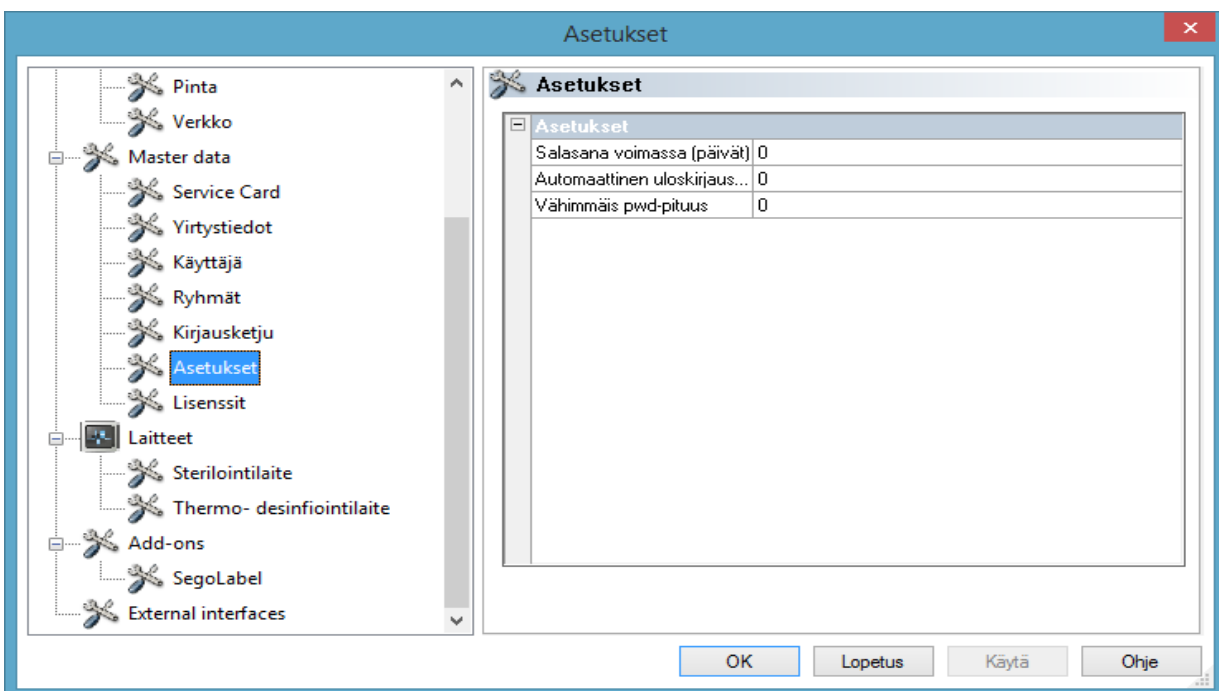 Asetukset
Pinta
Verkko
Master data
Service Card
Yirtystiedot
Käyttäjä
Ryhmät
Kirjausketju
Asetukset
Lisenssit
Laitteet
Sterilointilaite
Thermo- desinfiointilaite
Add-ons
SegoLabel
External interfaces
Asetukset
Asetukset
Salasana voimassa (päivät) 0
Automaattinen uloskirjaus... 0
Vähimmäis pwd-pituus 0
OK Lopetus Käytä Ohje